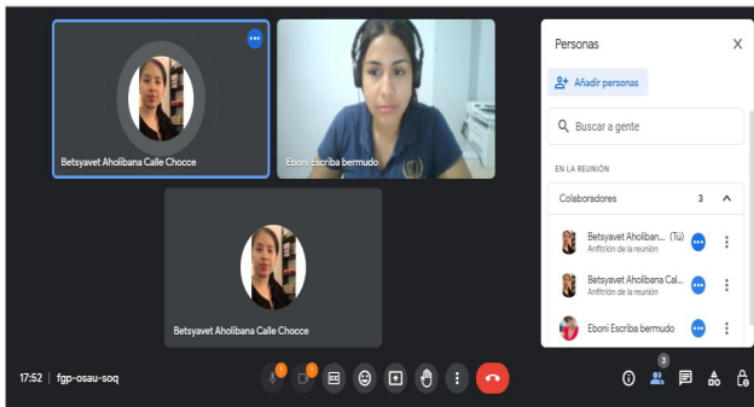 Personas
Añadir personas
Buscar a gente
EN LA REUNIÓN
Colaboradores 3
Betsyavet Aholiban... (Tú)
Anfitrión de la reunión
Betsyavet Aholibana Cal...
Anfitrión de la reunión
Eboni Escriba bermudo
Betsyavet Aholibana Calle Chocce
Eboni Escriba bermudo
Betsyavet Aholibana Calle Chocce
17:52 | fgp-osau-soq
3